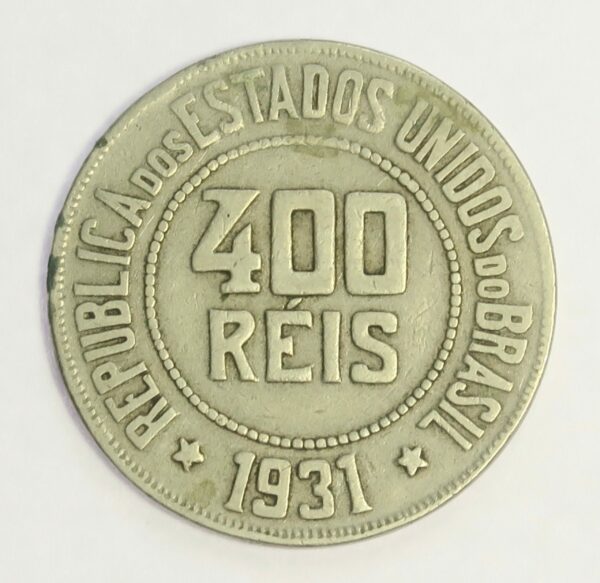 REPUBLICA DOS ESTADOS UNIDOS DO BRASIL
400
RÉIS
1931